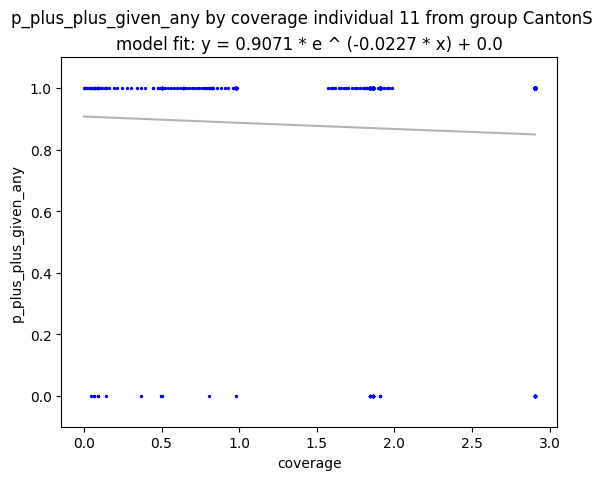 p_plus_plus_given_any by coverage individual 11 from group CantonS
model fit: y = 0.9071 * e ^ (-0.0227 * x) + 0.0
p_plus_plus_given_any
1.0
0.8
0.6
0.4
0.2
0.0
0.0 0.5 1.0 1.5 2.0 2.5 3.0
coverage